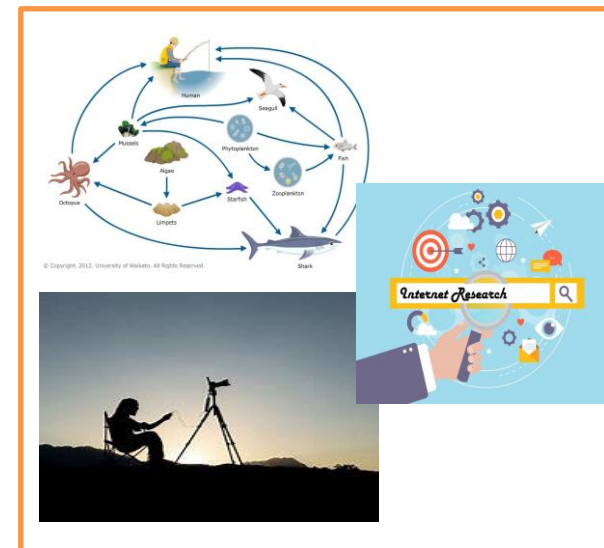 Human
Seagull
Mussels
Phytoplankton
Fish
Algae
Zooplankton
Octopus
Starfish
Limpets
Shark
© Copyright. 2012. University of Waikato. All Rights Reserved.
Internet Research